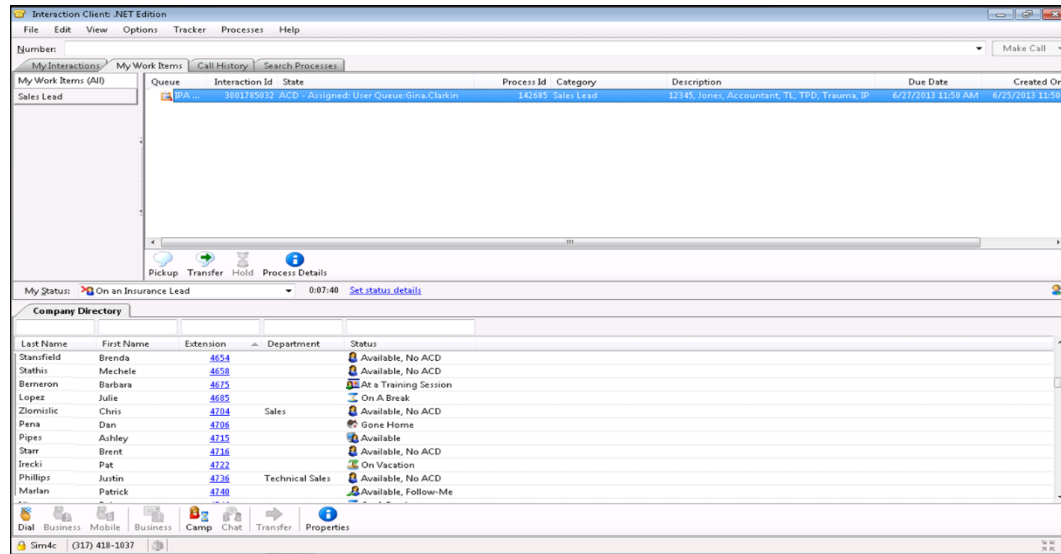 Interaction Client: .NET Edition
File Edit View Options Tracker Processes Help
Number: Make Call
My Interactions My Work Items Call History Search Processes
My Work Items (All)
Sales Lead
Queue Interaction Id State Process Id Category Description Due Date Created On
IPA ... 3001785032 ACD - Assigned: User Queue:Gina.Clarkin 142685 Sales Lead 12345, Jones, Accountant, TL, TPD, Trauma, IP 6/27/2013 11:50 AM 6/25/2013 11:50
Pickup Transfer Hold Process Details
My Status: On an Insurance Lead 0:07:40 Set status details
Company Directory
Last Name First Name Extension Department Status
Stansfield Brenda 4654 Available, No ACD
Stathis Mechele 4658 Available, No ACD
Berneron Barbara 4675 At a Training Session
Lopez Julie 4685 On A Break
Zlomislic Chris 4704 Sales Available, No ACD
Pena Dan 4706 Gone Home
Pipes Ashley 4715 Available
Starr Brent 4716 Available, No ACD
Irecki Pat 4722 On Vacation
Phillips Justin 4736 Technical Sales Available, No ACD
Marlan Patrick 4740 Available, Follow-Me
Dial Business Mobile Business Camp Chat Transfer Properties
Sim4c (317) 418-1037